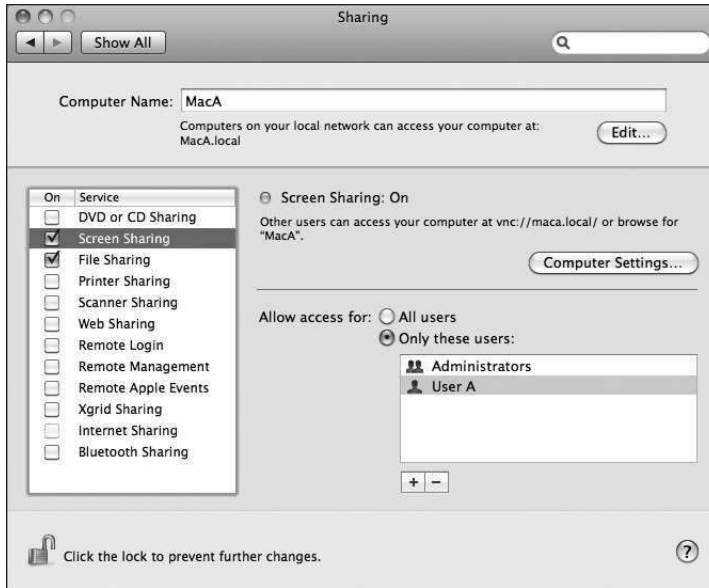 Sharing
Show All
Computer Name: MacA
Computers on your local network can access your computer at:
MacA.local
Edit...
On Service
DVD or CD Sharing
Screen Sharing
File Sharing
Printer Sharing
Scanner Sharing
Web Sharing
Remote Login
Remote Management
Remote Apple Events
Xgrid Sharing
Internet Sharing
Bluetooth Sharing
Screen Sharing: On
Other users can access your computer at vnc://maca.local/ or browse for
"MacA".
Computer Settings...
Allow access for: All users
Only these users:
Administrators
User A
+ −
Click the lock to prevent further changes.
?